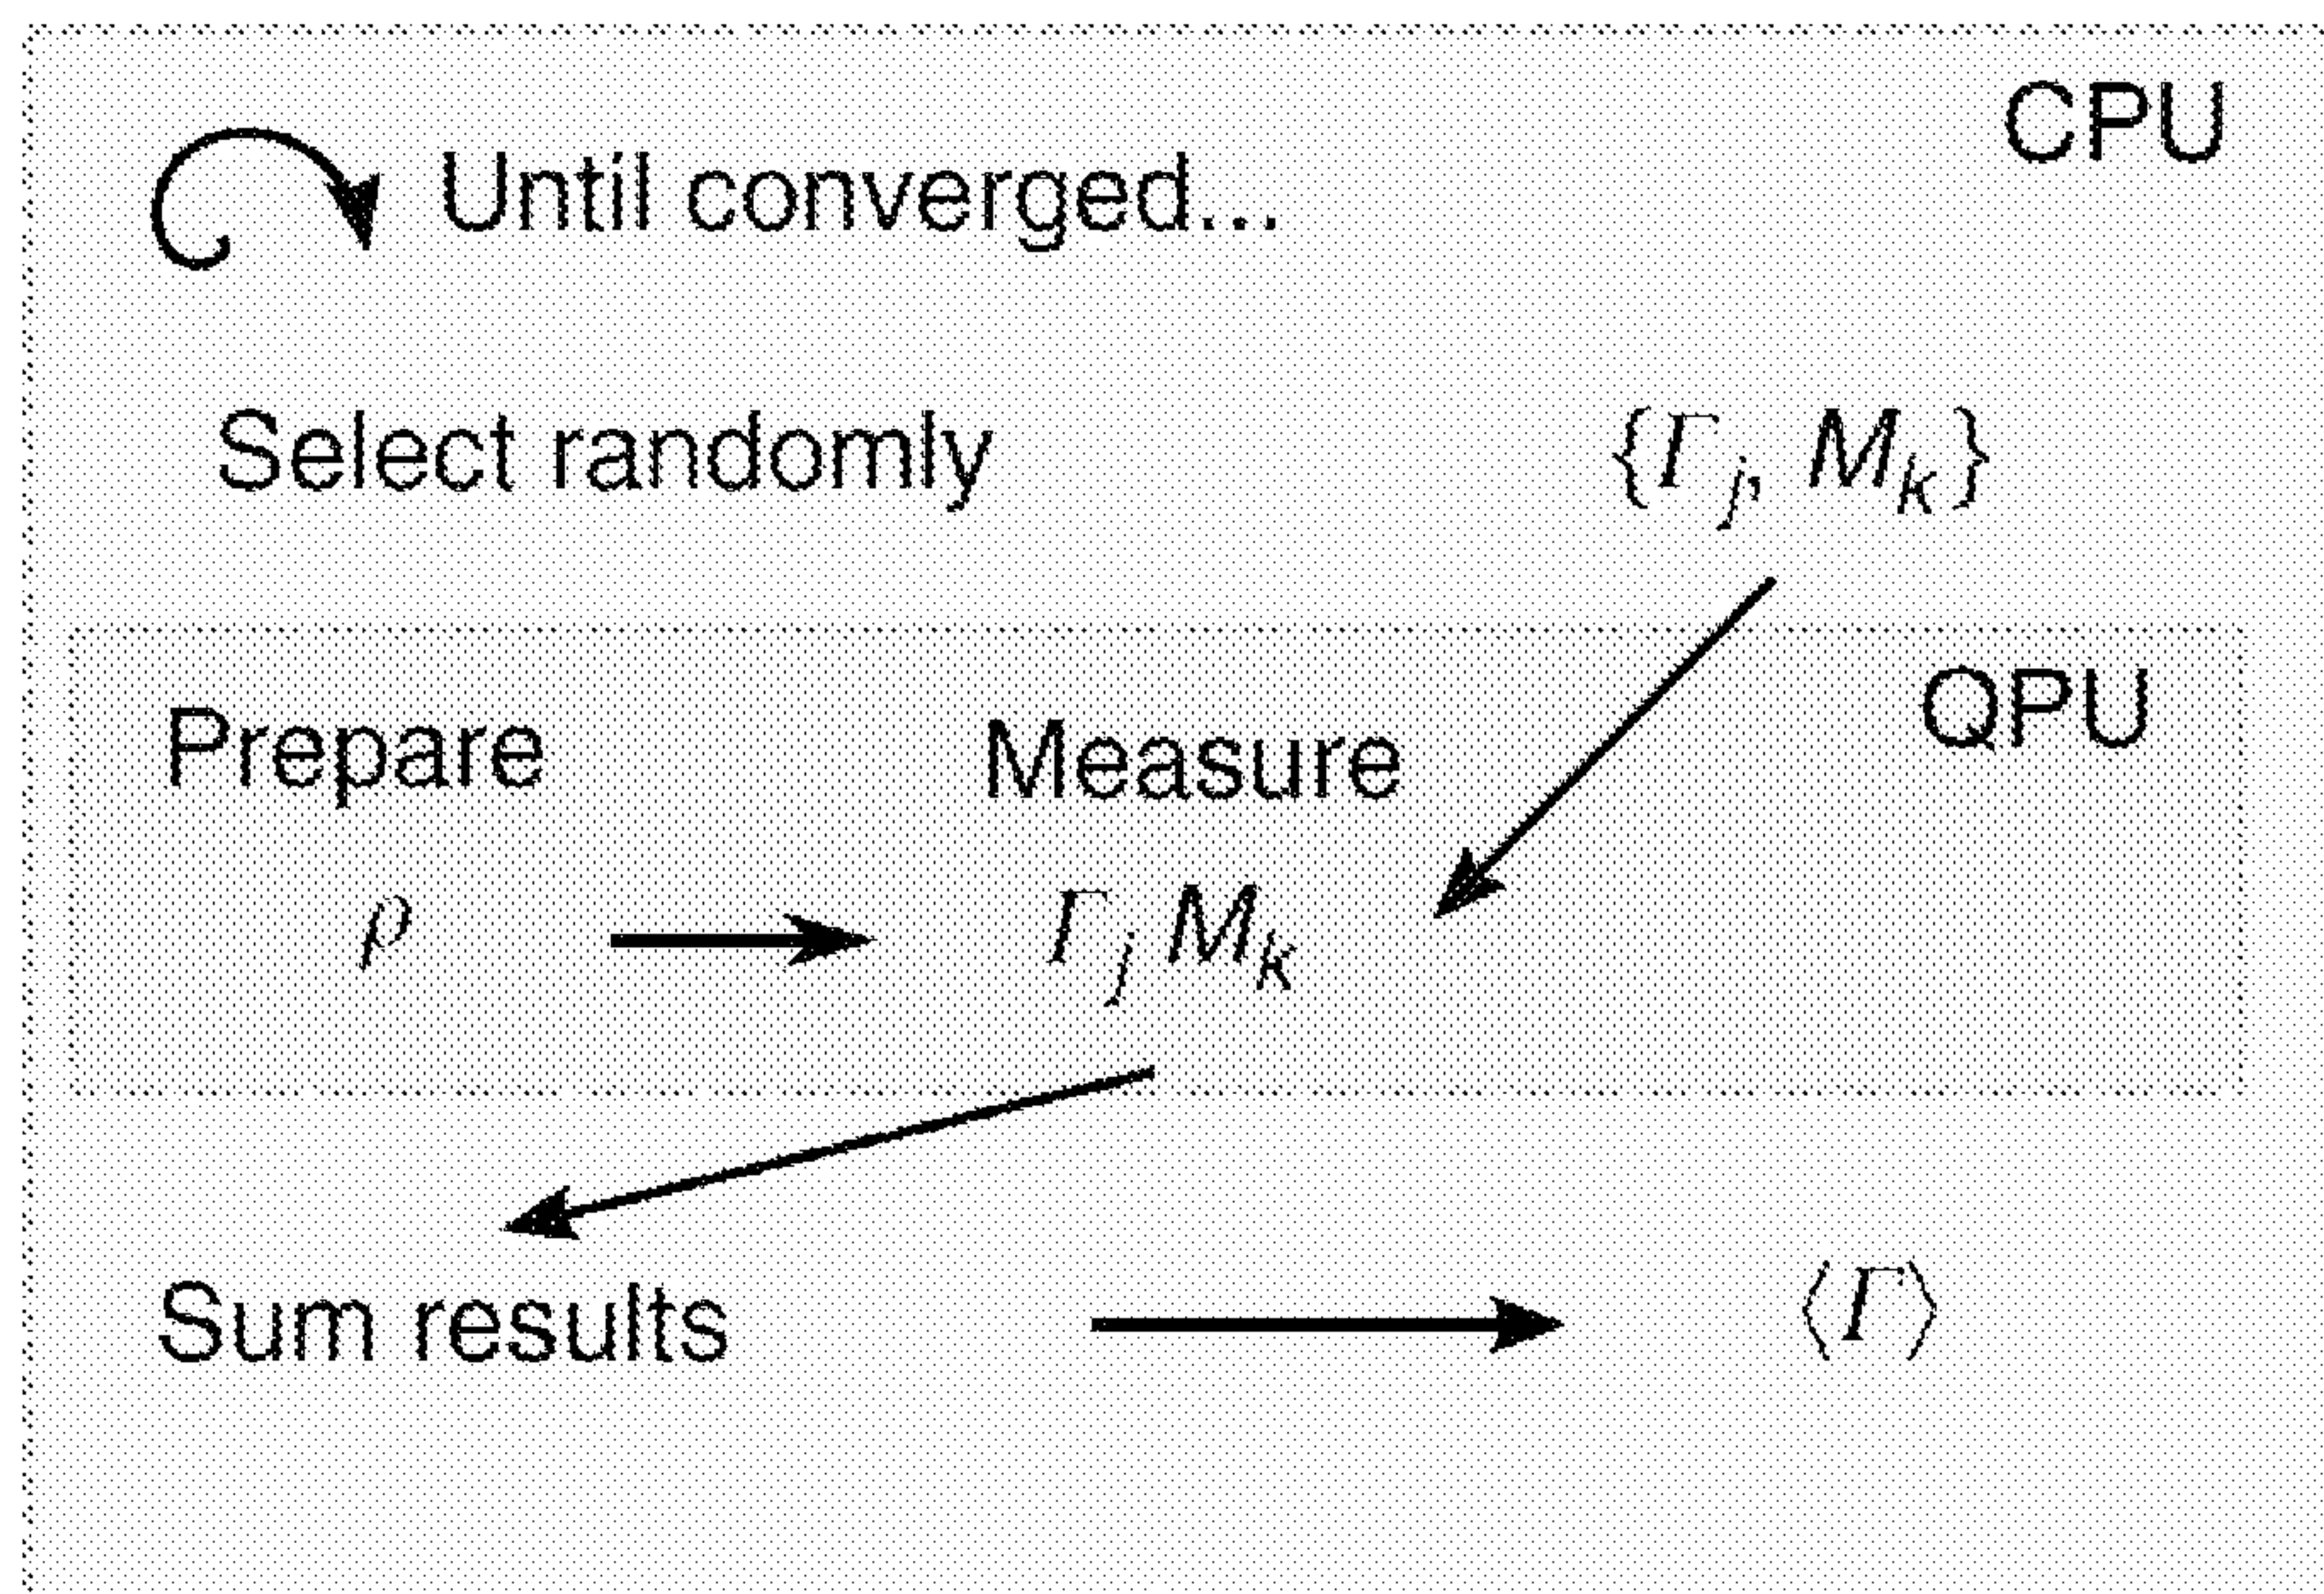 CPU
Until converged...
Select randomly {Γj, Mk}
QPU
Prepare Measure
ρ Γj Mk
Sum results ⟨Γ⟩